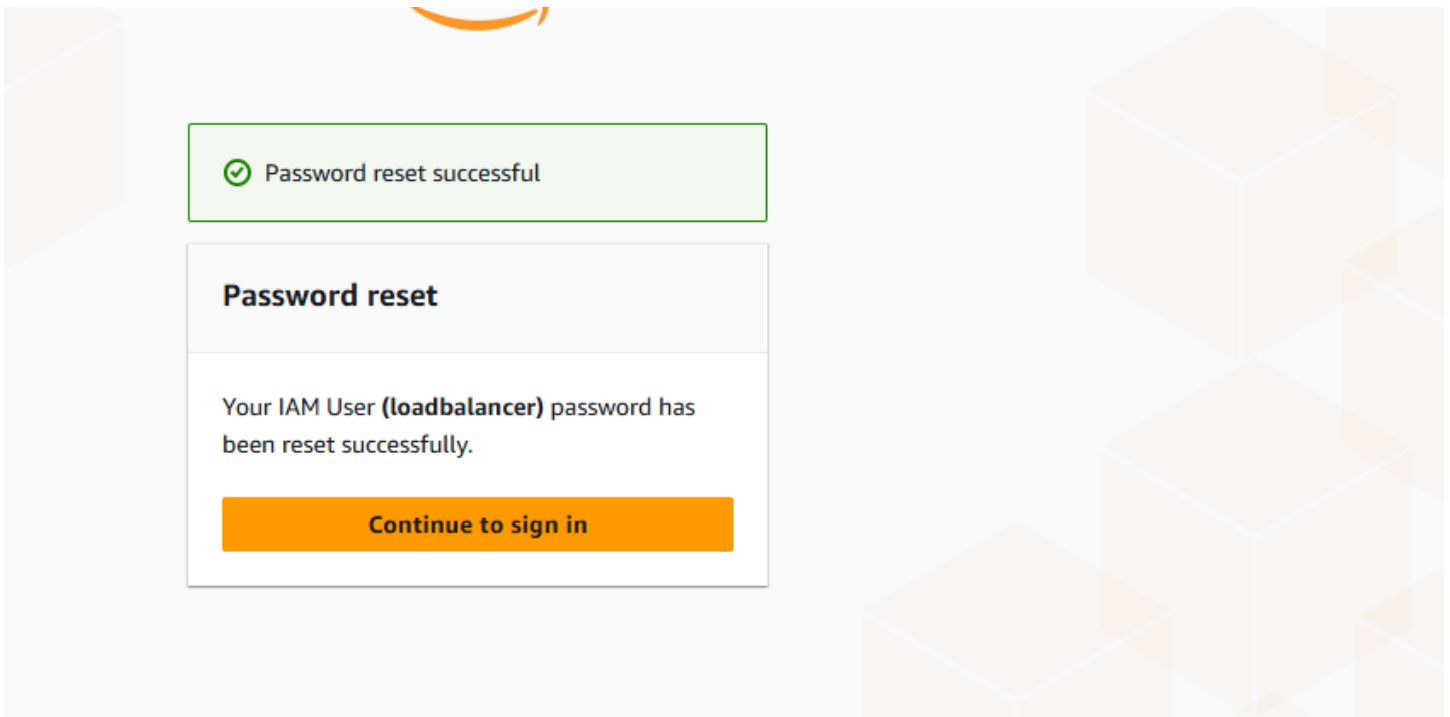 Password reset successful
Password reset
Your IAM User (loadbalancer) password has
been reset successfully.
Continue to sign in